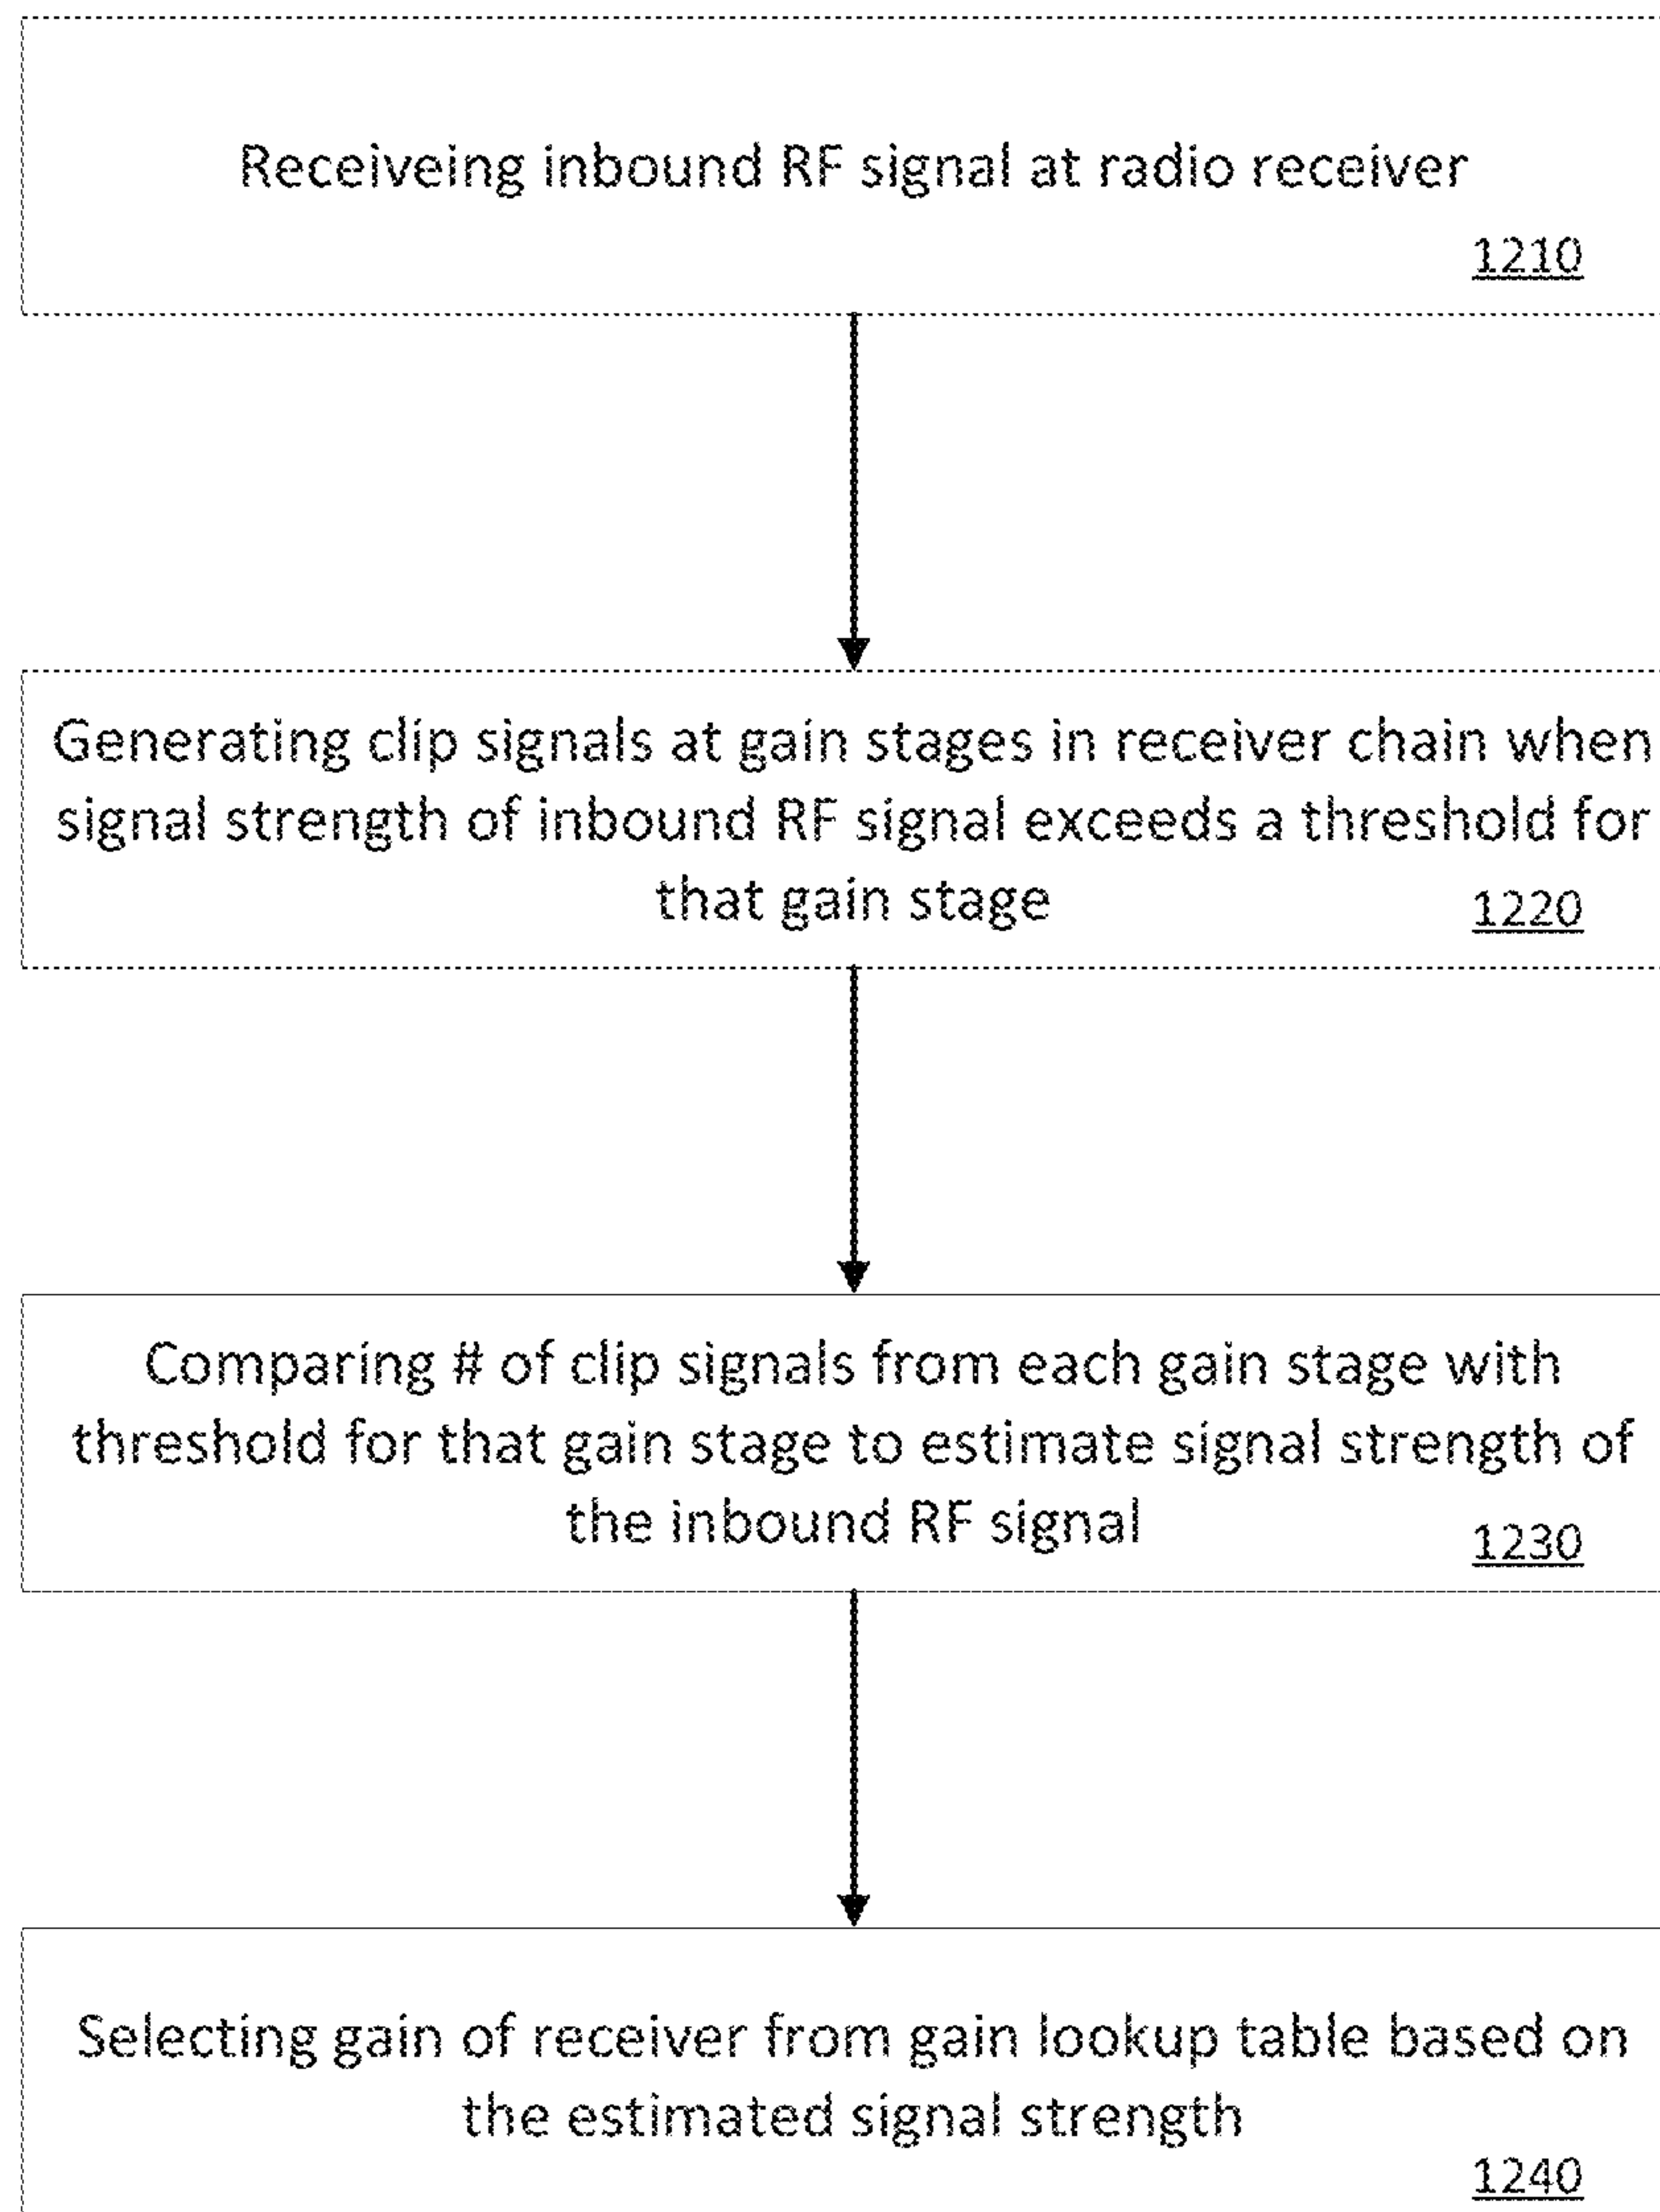 Receiveing inbound RF signal at radio receiver
1210
Generating clip signals at gain stages in receiver chain when
signal strength of inbound RF signal exceeds a threshold for
that gain stage
1220
Comparing # of clip signals from each gain stage with
threshold for that gain stage to estimate signal strength of
the inbound RF signal
1230
Selecting gain of receiver from gain lookup table based on
the estimated signal strength
1240